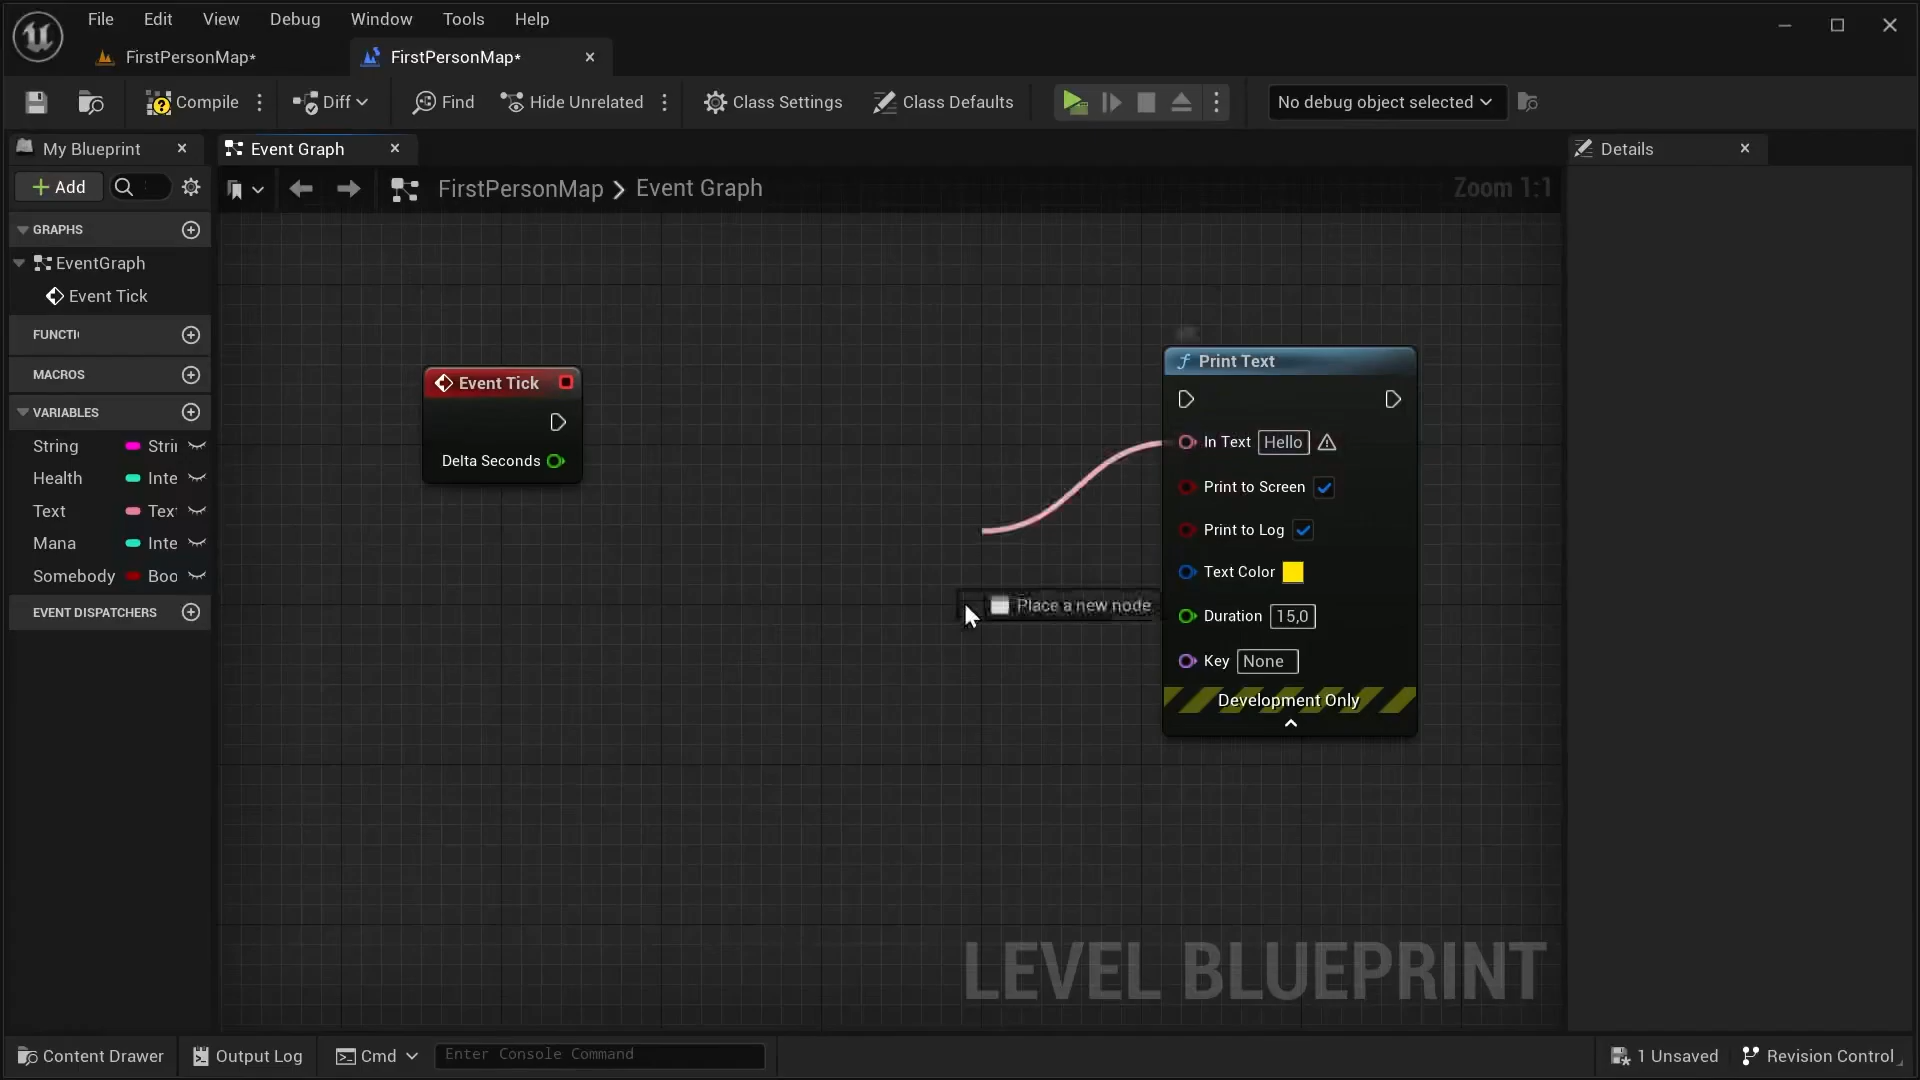 File Edit View Debug Window Tools Help
FirstPersonMap* FirstPersonMap*
Compile Diff Find Hide Unrelated Class Settings Class Defaults No debug object selected
My Blueprint Event Graph Details
Add FirstPersonMap > Event Graph Zoom 1:1
GRAPHS
EventGraph
Event Tick
FUNCTI
MACROS
VARIABLES
String Stri
Health Inte
Text Tex
Mana Inte
Somebody Boo
EVENT DISPATCHERS
Event Tick
Delta Seconds
Print Text
In Text Hello
Print to Screen
Print to Log
Text Color
Duration 15,0
Key None
Development Only
Place a new node
LEVEL BLUEPRINT
Content Drawer Output Log Cmd Enter Console Command 1 Unsaved Revision Control